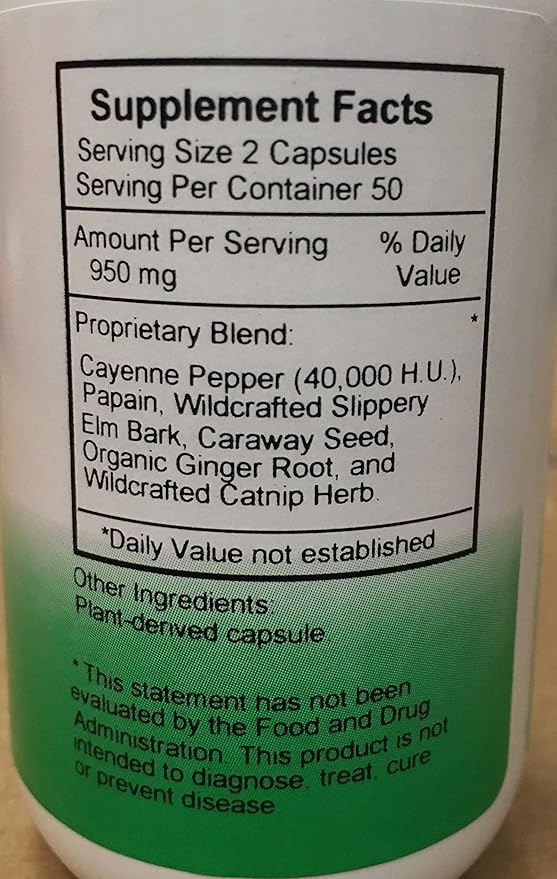 Supplement Facts
Serving Size 2 Capsules
Serving Per Container 50
Amount Per Serving % Daily
950 mg Value
Proprietary Blend: *
Cayenne Pepper (40,000 H.U.),
Papain, Wildcrafted Slippery
Elm Bark, Caraway Seed,
Organic Ginger Root, and
Wildcrafted Catnip Herb.
*Daily Value not established
Other Ingredients:
Plant-derived capsule
* This statement has not been
evaluated by the Food and Drug
Administration. This product is not
intended to diagnose, treat, cure
or prevent disease